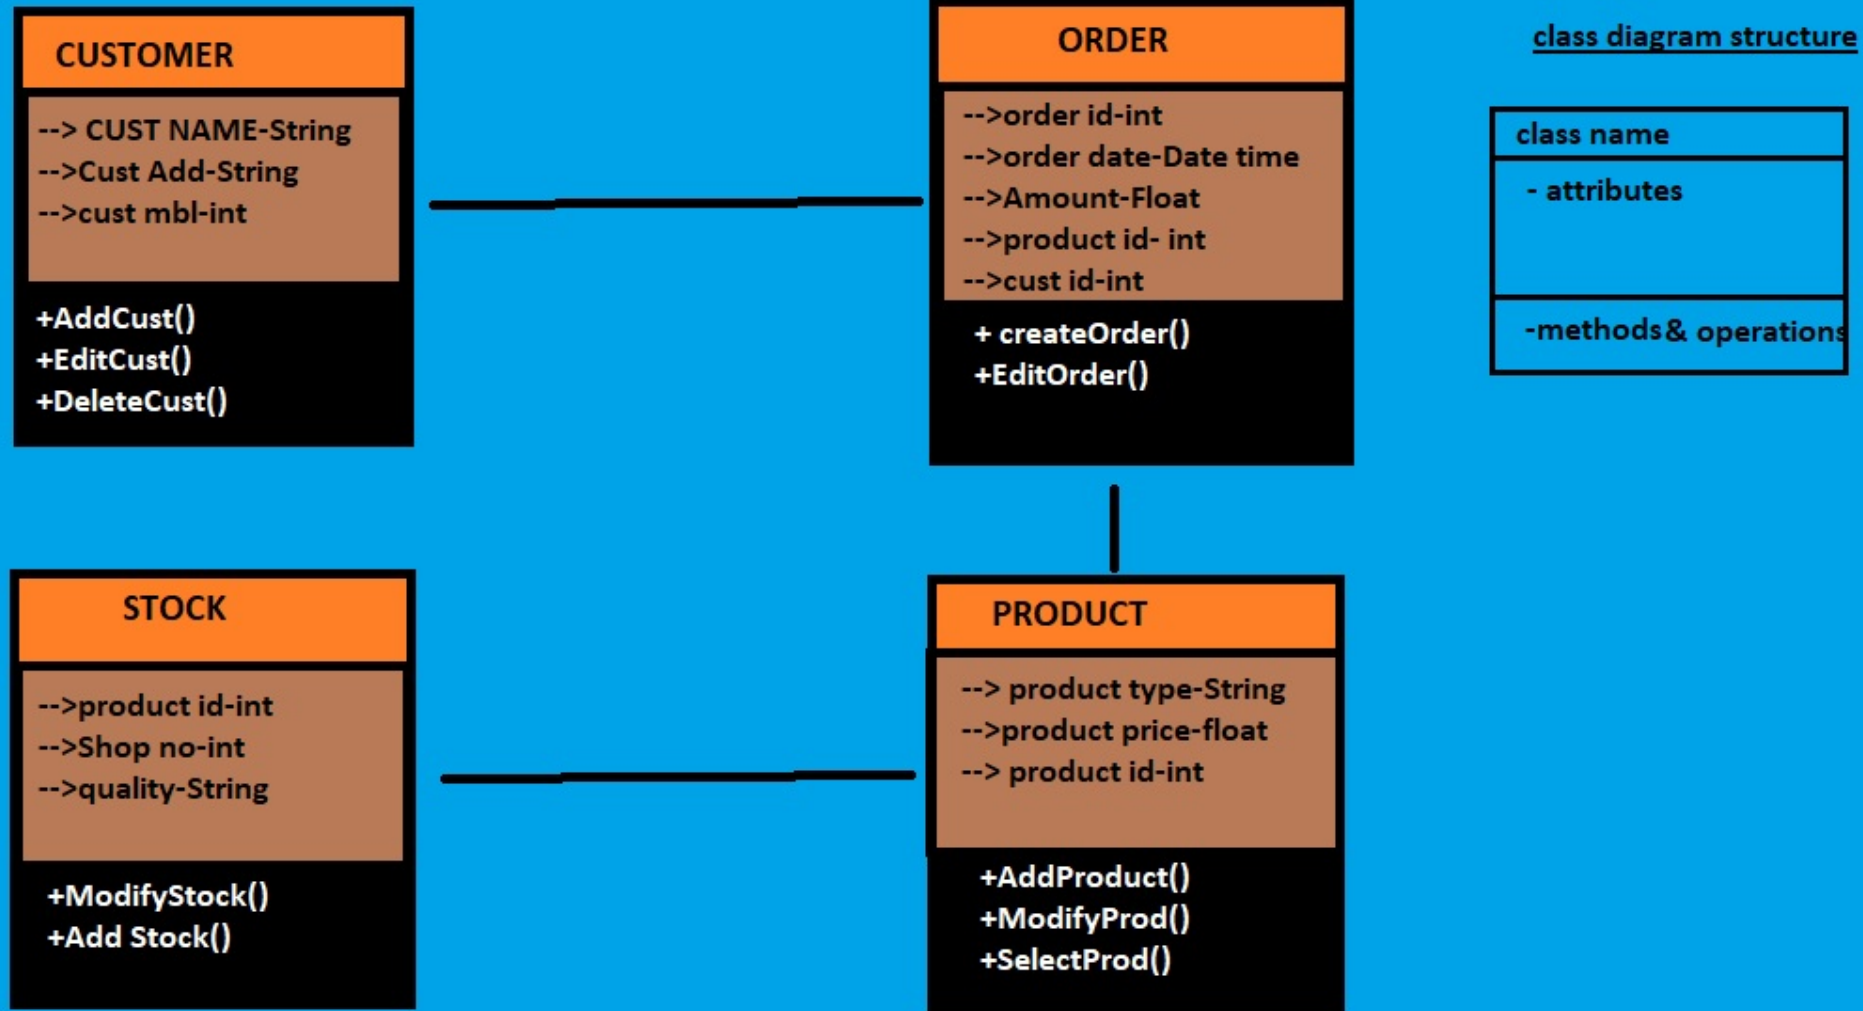 CUSTOMER
--> CUST NAME-String
-->Cust Add-String
-->cust mbl-int
+AddCust()
+EditCust()
+DeleteCust()
ORDER
-->order id-int
-->order date-Date time
-->Amount-Float
-->product id- int
-->cust id-int
+ createOrder()
+EditOrder()
class diagram structure
class name
- attributes
-methods& operations
STOCK
-->product id-int
-->Shop no-int
-->quality-String
+ModifyStock()
+Add Stock()
PRODUCT
--> product type-String
-->product price-float
--> product id-int
+AddProduct()
+ModifyProd()
+SelectProd()